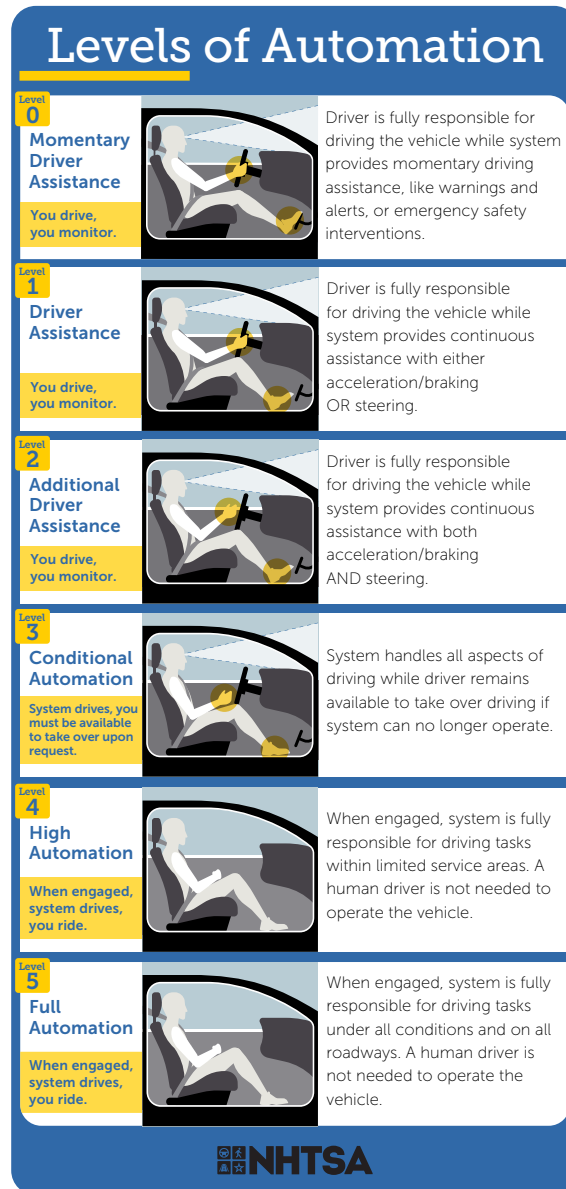 Levels of Automation
Level
0
Momentary
Driver
Assistance
You drive,
you monitor.
Driver is fully responsible for
driving the vehicle while system
provides momentary driving
assistance, like warnings and
alerts, or emergency safety
interventions.
Level
1
Driver
Assistance
You drive,
you monitor.
Driver is fully responsible
for driving the vehicle while
system provides continuous
assistance with either
acceleration/braking
OR steering.
Level
2
Additional
Driver
Assistance
You drive,
you monitor.
Driver is fully responsible
for driving the vehicle while
system provides continuous
assistance with both
acceleration/braking
AND steering.
Level
3
Conditional
Automation
System drives, you
must be available
to take over upon
request.
System handles all aspects of
driving while driver remains
available to take over driving if
system can no longer operate.
Level
4
High
Automation
When engaged,
system drives,
you ride.
When engaged, system is fully
responsible for driving tasks
within limited service areas. A
human driver is not needed to
operate the vehicle.
Level
5
Full
Automation
When engaged,
system drives,
you ride.
When engaged, system is fully
responsible for driving tasks
under all conditions and on all
roadways. A human driver is
not needed to operate the
vehicle.
NHTSA